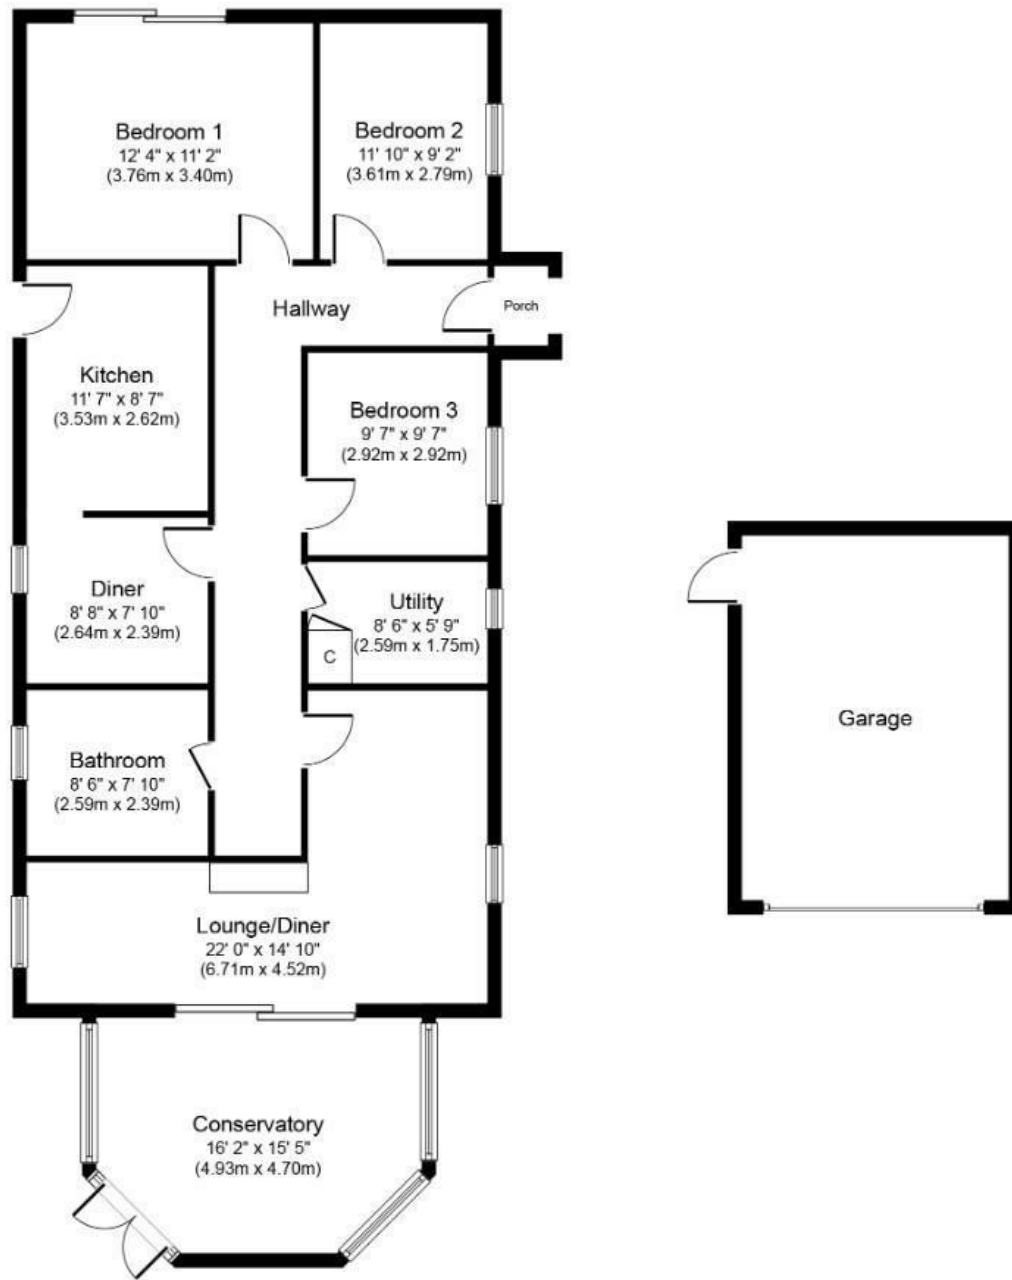 Bedroom 1
12' 4" x 11' 2"
(3.76m x 3.40m)
Bedroom 2
11' 10" x 9' 2"
(3.61m x 2.79m)
Hallway
Porch
Kitchen
11' 7" x 8' 7"
(3.53m x 2.62m)
Bedroom 3
9' 7" x 9' 7"
(2.92m x 2.92m)
Diner
8' 8" x 7' 10"
(2.64m x 2.39m)
Utility
8' 6" x 5' 9"
(2.59m x 1.75m)
C
Garage
Bathroom
8' 6" x 7' 10"
(2.59m x 2.39m)
Lounge/Diner
22' 0" x 14' 10"
(6.71m x 4.52m)
Conservatory
16' 2" x 15' 5"
(4.93m x 4.70m)